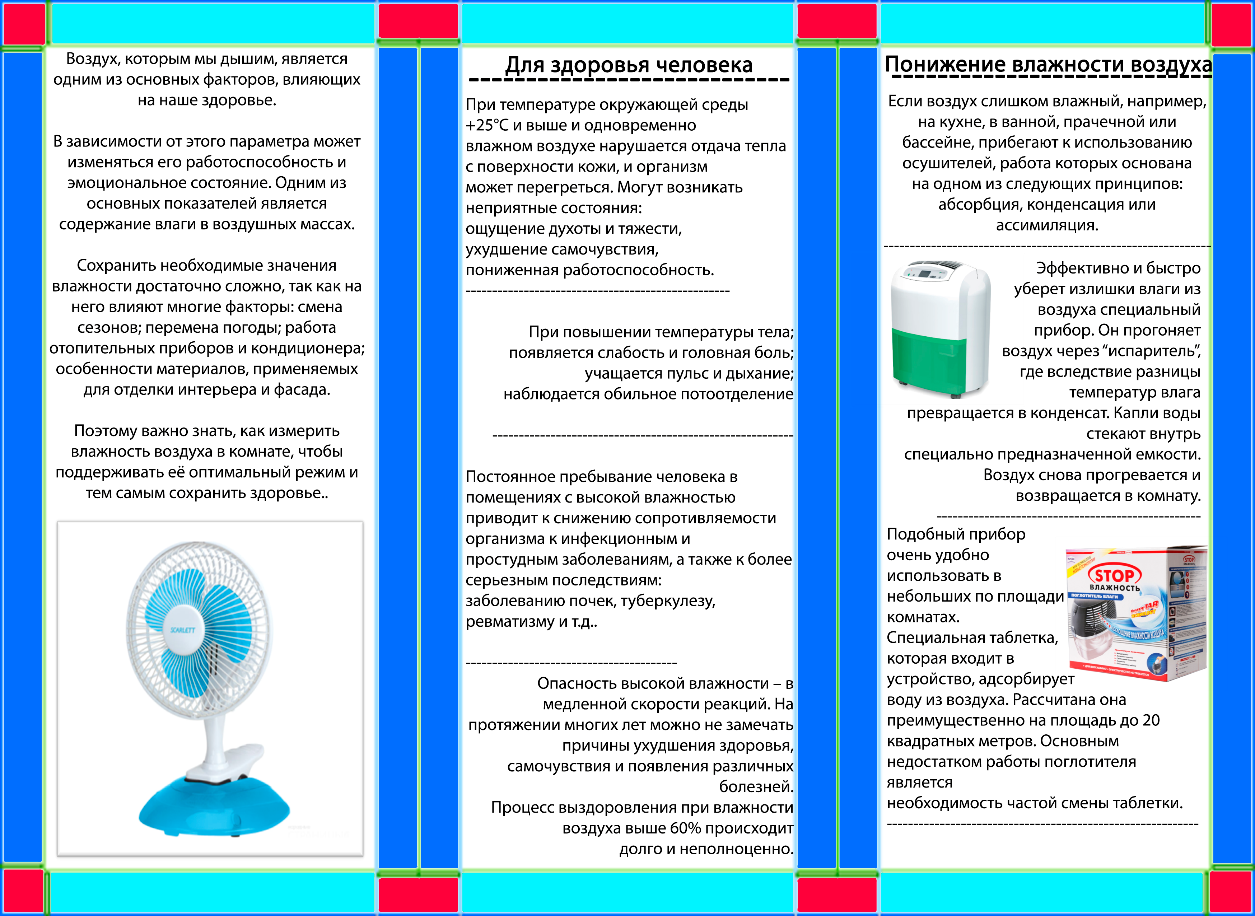 Воздух, которым мы дышим, является
одним из основных факторов, влияющих
на наше здоровье.
В зависимости от этого параметра может
изменяться его работоспособность и
эмоциональное состояние. Одним из
основных показателей является
содержание влаги в воздушных массах.
Сохранить необходимые значения
влажности достаточно сложно, так как на
него влияют многие факторы: смена
сезонов; перемена погоды; работа
отопительных приборов и кондиционера;
особенности материалов, применяемых
для отделки интерьера и фасада.
Поэтому важно знать, как измерить
влажность воздуха в комнате, чтобы
поддерживать её оптимальный режим и
тем самым сохранить здоровье..
SCARLETT
Для здоровья человека
При температуре окружающей среды
+25°С и выше и одновременно
влажном воздухе нарушается отдача тепла
с поверхности кожи, и организм
может перегреться. Могут возникать
неприятные состояния:
ощущение духоты и тяжести,
ухудшение самочувствия,
пониженная работоспособность.
При повышении температуры тела;
появляется слабость и головная боль;
учащается пульс и дыхание;
наблюдается обильное потоотделение
Постоянное пребывание человека в
помещениях с высокой влажностью
приводит к снижению сопротивляемости
организма к инфекционным и
простудным заболеваниям, а также к более
серьезным последствиям:
заболеванию почек, туберкулезу,
ревматизму и т.д..
Опасность высокой влажности – в
медленной скорости реакций. На
протяжении многих лет можно не замечать
причины ухудшения здоровья,
самочувствия и появления различных
болезней.
Процесс выздоровления при влажности
воздуха выше 60% происходит
долго и неполноценно.
Понижение влажности воздуха
Если воздух слишком влажный, например,
на кухне, в ванной, прачечной или
бассейне, прибегают к использованию
осушителей, работа которых основана
на одном из следующих принципов:
абсорбция, конденсация или
ассимиляция.
Эффективно и быстро
уберет излишки влаги из
воздуха специальный
прибор. Он прогоняет
воздух через “испаритель”,
где вследствие разницы
температур влага
превращается в конденсат. Капли воды
стекают внутрь
специально предназначенной емкости.
Воздух снова прогревается и
возвращается в комнату.
Подобный прибор
очень удобно
использовать в
небольших по площади
комнатах.
Специальная таблетка,
которая входит в
устройство, адсорбирует
воду из воздуха. Рассчитана она
преимущественно на площадь до 20
квадратных метров. Основным
недостатком работы поглотителя
является
необходимость частой смены таблетки.
STOP
ВЛАЖНОСТЬ
ПОГЛОТИТЕЛЬ ВЛАГИ